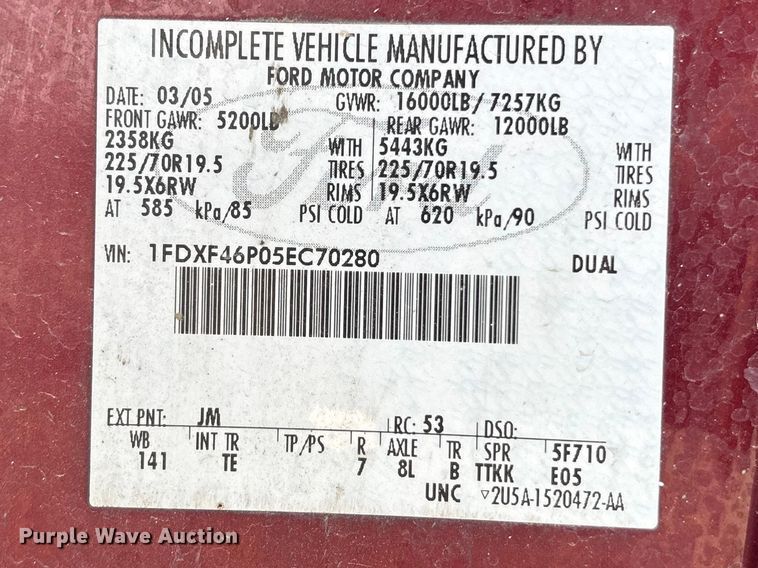 INCOMPLETE VEHICLE MANUFACTURED BY
FORD MOTOR COMPANY
DATE: 03/05 GVWR: 16000LB/ 7257KG
FRONT GAWR: 5200LB REAR GAWR: 12000LB
2358KG WITH 5443KG WITH
225/70R19.5 TIRES 225/70R19.5 TIRES
19.5X6RW RIMS 19.5X6RW RIMS
AT 585 kPa/85 PSI COLD AT 620 kPa/90 PSI COLD
VIN: 1FDXF46P05EC70280 DUAL
EXT PNT: JM RC: 53 DSO:
WB INT TR TP/PS R AXLE TR SPR 5F710
141 TE 7 8L B TTKK E05
UNC ▽2U5A-1520472-AA
Ford
Purple Wave Auction